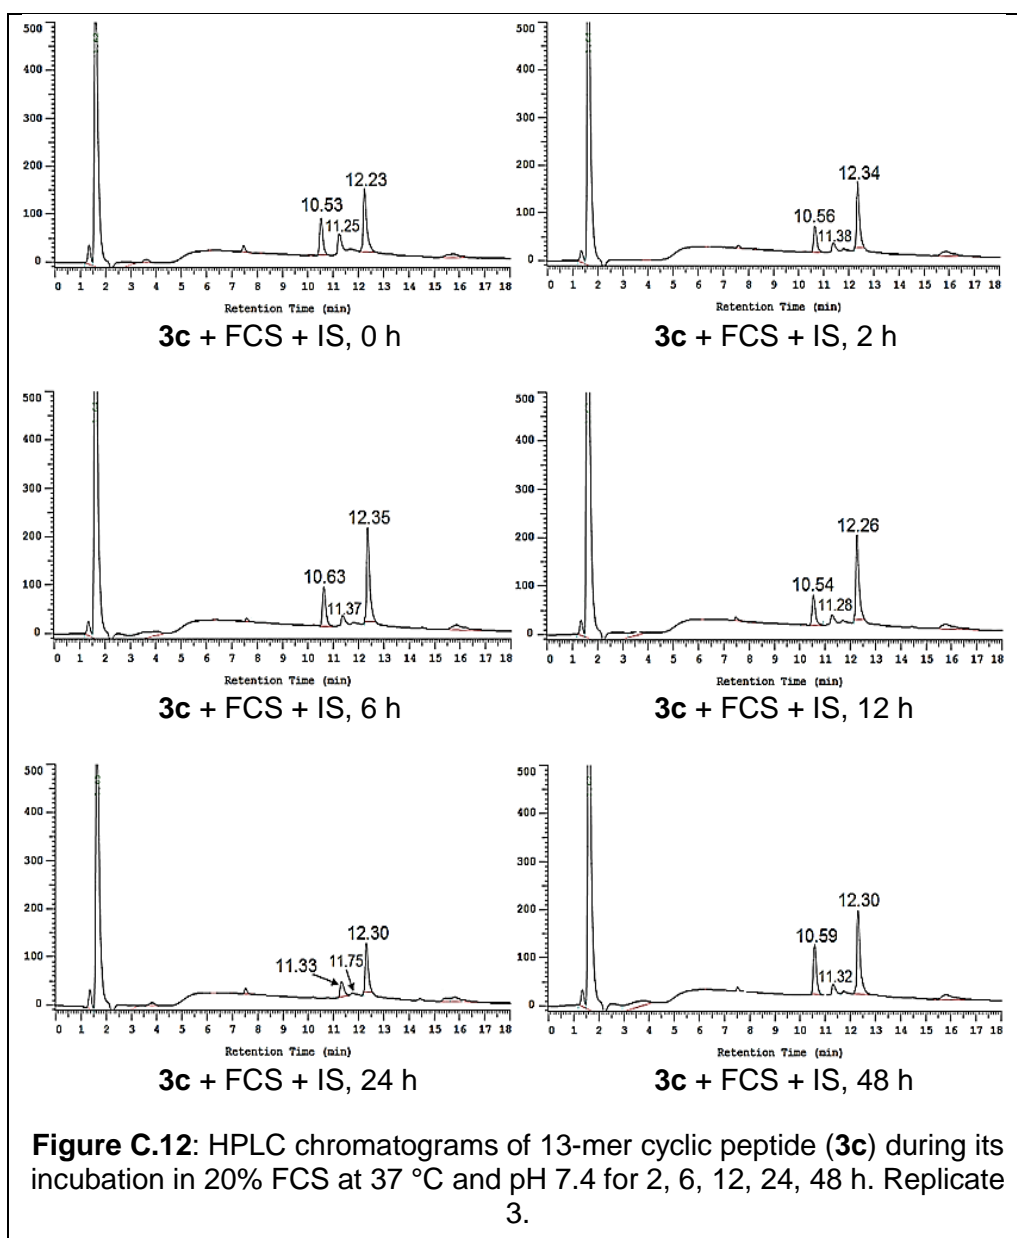 500
400
300
200
100
0
10.53
11.25
12.23
0 1 2 3 4 5 6 7 8 9 10 11 12 13 14 15 16 17 18
Retention Time (min)
3c + FCS + IS, 0 h
500
400
300
200
100
0
10.56
11.38
12.34
0 1 2 3 4 5 6 7 8 9 10 11 12 13 14 15 16 17 18
Retention Time (min)
3c + FCS + IS, 2 h
500
400
300
200
100
0
10.63
11.37
12.35
0 1 2 3 4 5 6 7 8 9 10 11 12 13 14 15 16 17 18
Retention Time (min)
3c + FCS + IS, 6 h
500
400
300
200
100
0
10.54
11.28
12.26
0 1 2 3 4 5 6 7 8 9 10 11 12 13 14 15 16 17 18
Retention Time (min)
3c + FCS + IS, 12 h
500
400
300
200
100
0
11.33
11.75
12.30
0 1 2 3 4 5 6 7 8 9 10 11 12 13 14 15 16 17 18
Retention Time (min)
3c + FCS + IS, 24 h
500
400
300
200
100
0
10.59
11.32
12.30
0 1 2 3 4 5 6 7 8 9 10 11 12 13 14 15 16 17 18
Retention Time (min)
3c + FCS + IS, 48 h
Figure C.12: HPLC chromatograms of 13-mer cyclic peptide (3c) during its
incubation in 20% FCS at 37 °C and pH 7.4 for 2, 6, 12, 24, 48 h. Replicate
3.